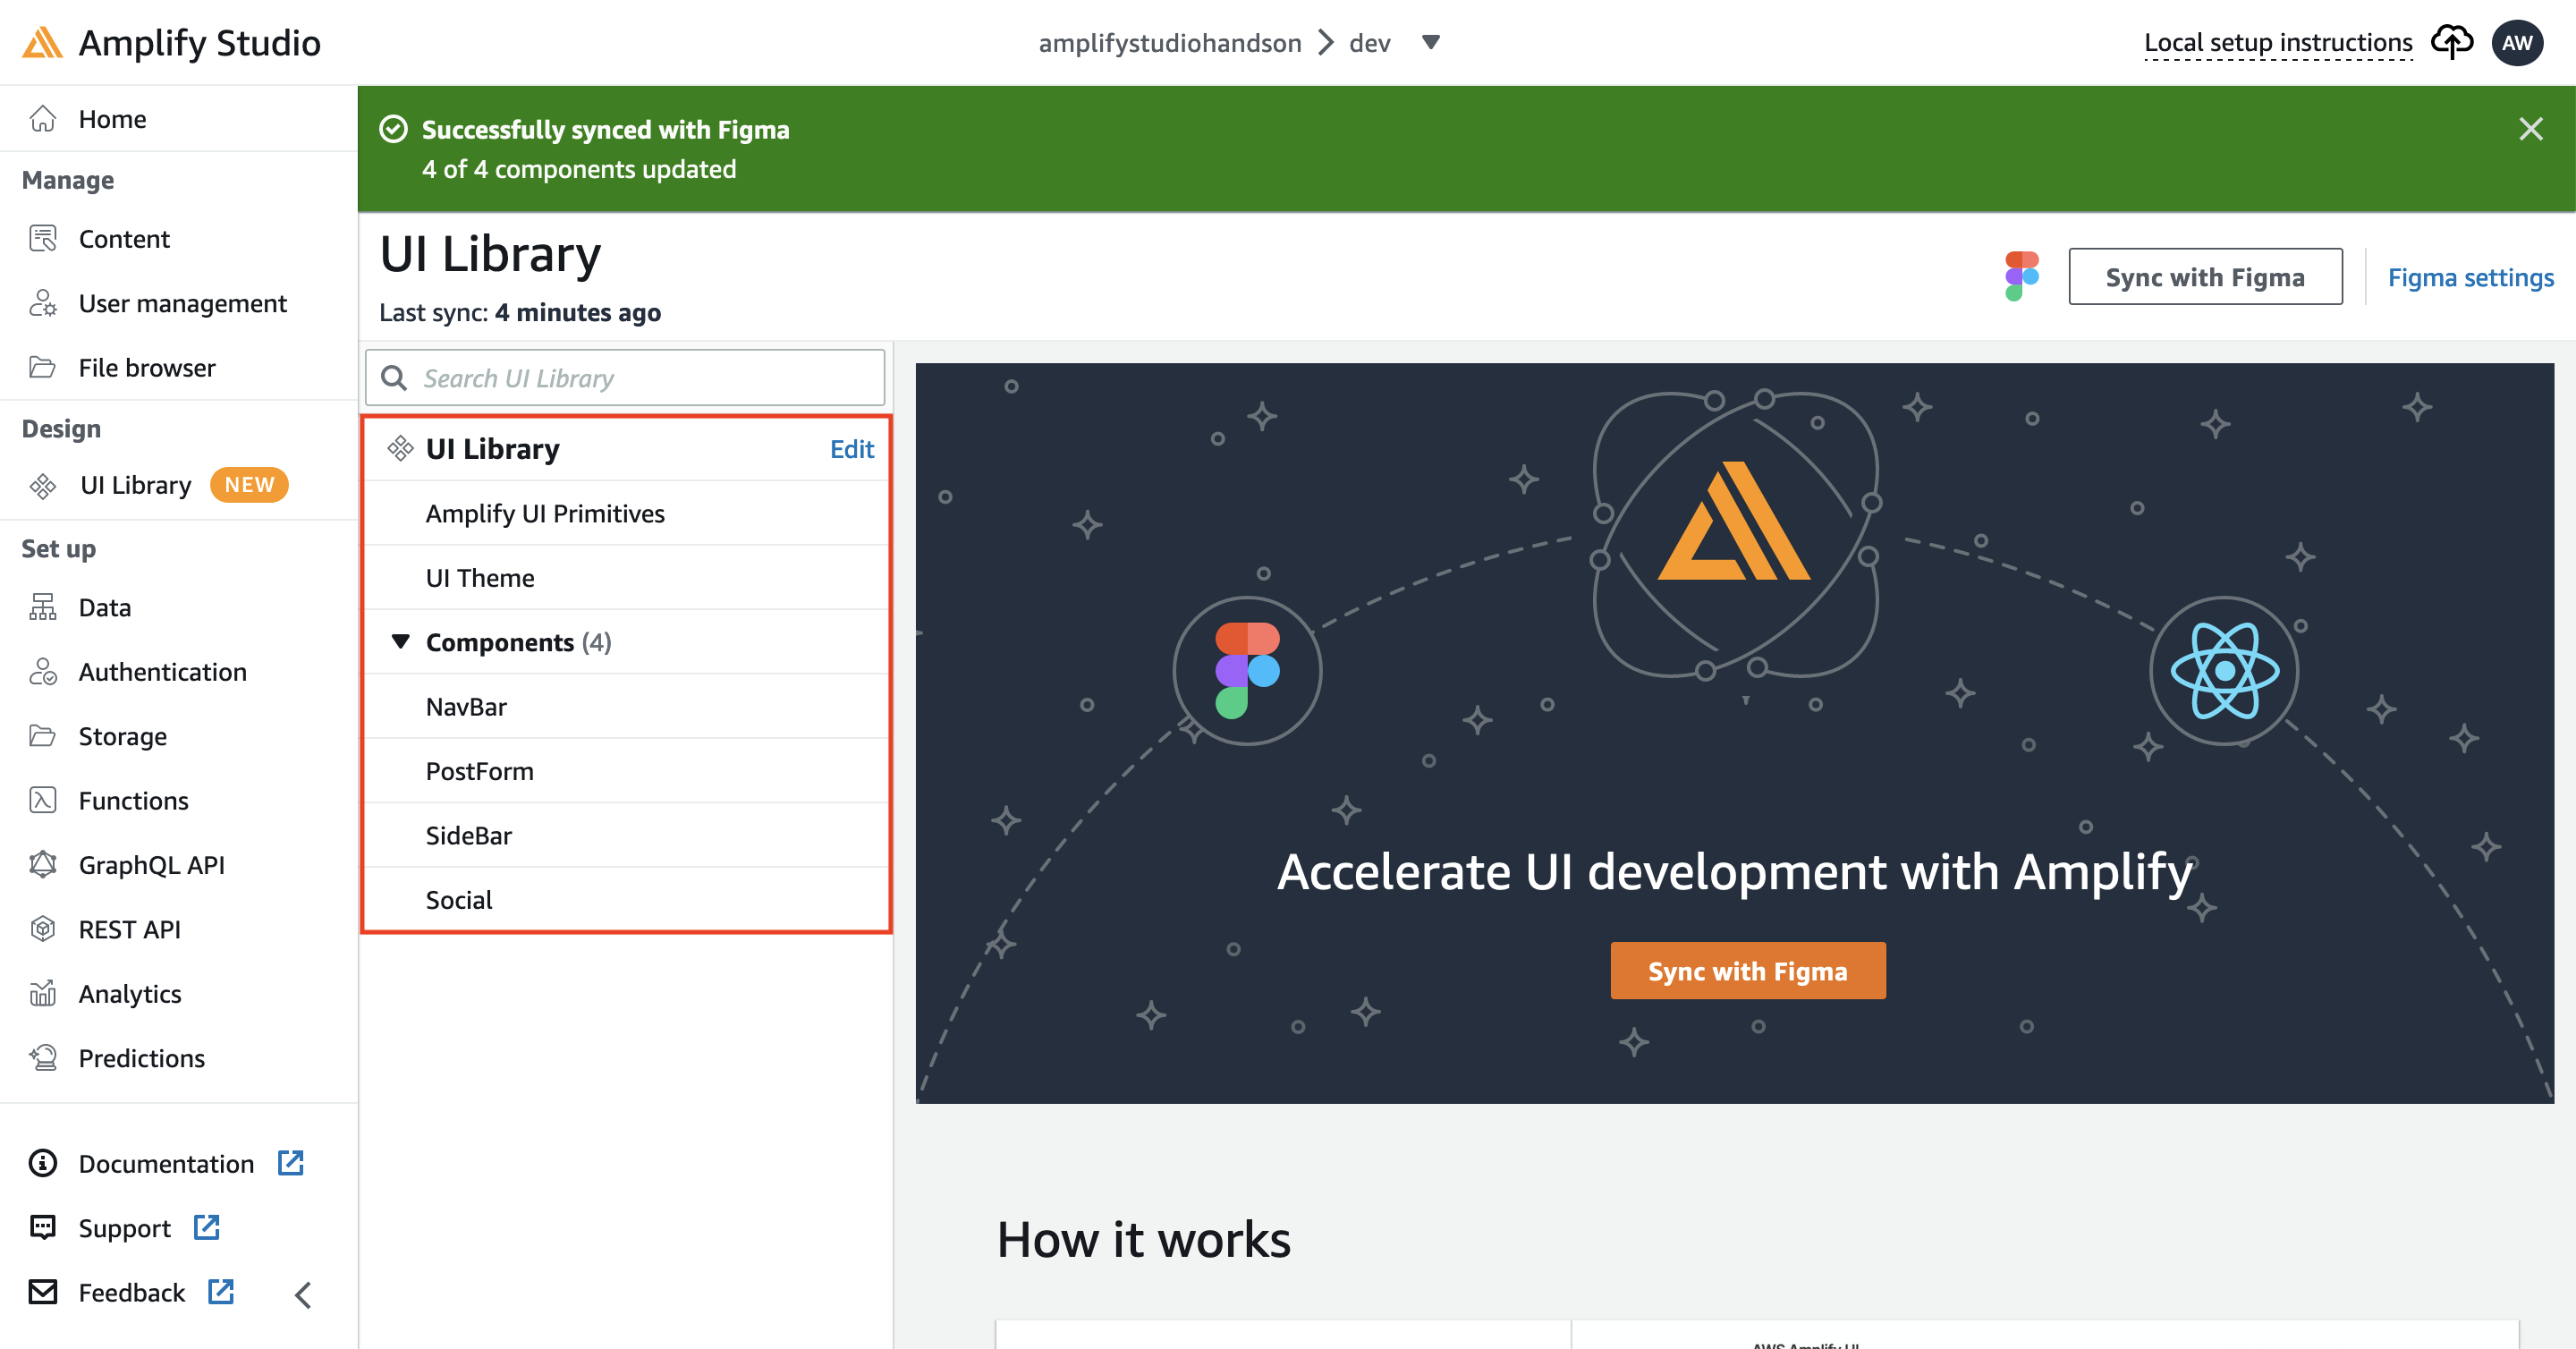 Amplify Studio
amplifystudiohandson > dev
Local setup instructions
AW
Home
Manage
Content
User management
File browser
Design
UI Library NEW
Set up
Data
Authentication
Storage
Functions
GraphQL API
REST API
Analytics
Predictions
Documentation
Support
Feedback
Successfully synced with Figma
4 of 4 components updated
UI Library
Last sync: 4 minutes ago
Sync with Figma
Figma settings
Search UI Library
UI Library Edit
Amplify UI Primitives
UI Theme
Components (4)
NavBar
PostForm
SideBar
Social
Accelerate UI development with Amplify
Sync with Figma
How it works
AWS Amplify UI